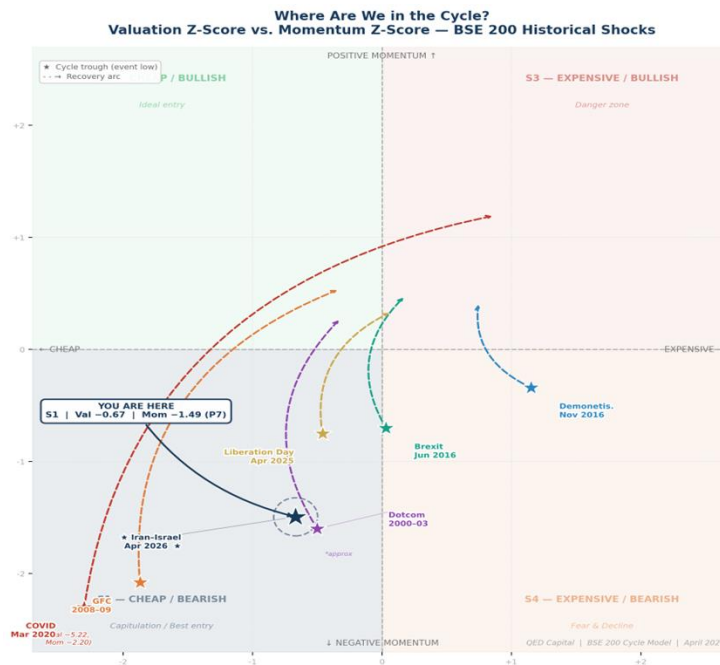 Where Are We in the Cycle?
Valuation Z-Score vs. Momentum Z-Score — BSE 200 Historical Shocks
POSITIVE MOMENTUM ↑
★ Cycle trough (event low)
--→ Recovery arc
P / BULLISH
Ideal entry
S3 — EXPENSIVE / BULLISH
Danger zone
+2
+1
0
← CHEAP
EXPENSIVE
YOU ARE HERE
S1 | Val −0.67 | Mom −1.49 (P7)
Demonetis.
Nov 2016
Liberation Day
Apr 2025
Brexit
Jun 2016
-1
Dotcom
2000-03
★ Iran-Israel
Apr 2026 ★
*approx
-2
GFC
2008-09
— CHEAP / BEARISH
S4 — EXPENSIVE / BEARISH
COVID
Mar 2020
−5.22,
Mom −2.20)
Capitulation / Best entry
Fear & Decline
↓ NEGATIVE MOMENTUM
QED Capital | BSE 200 Cycle Model | April 202
-2
-1
0
+1
+2